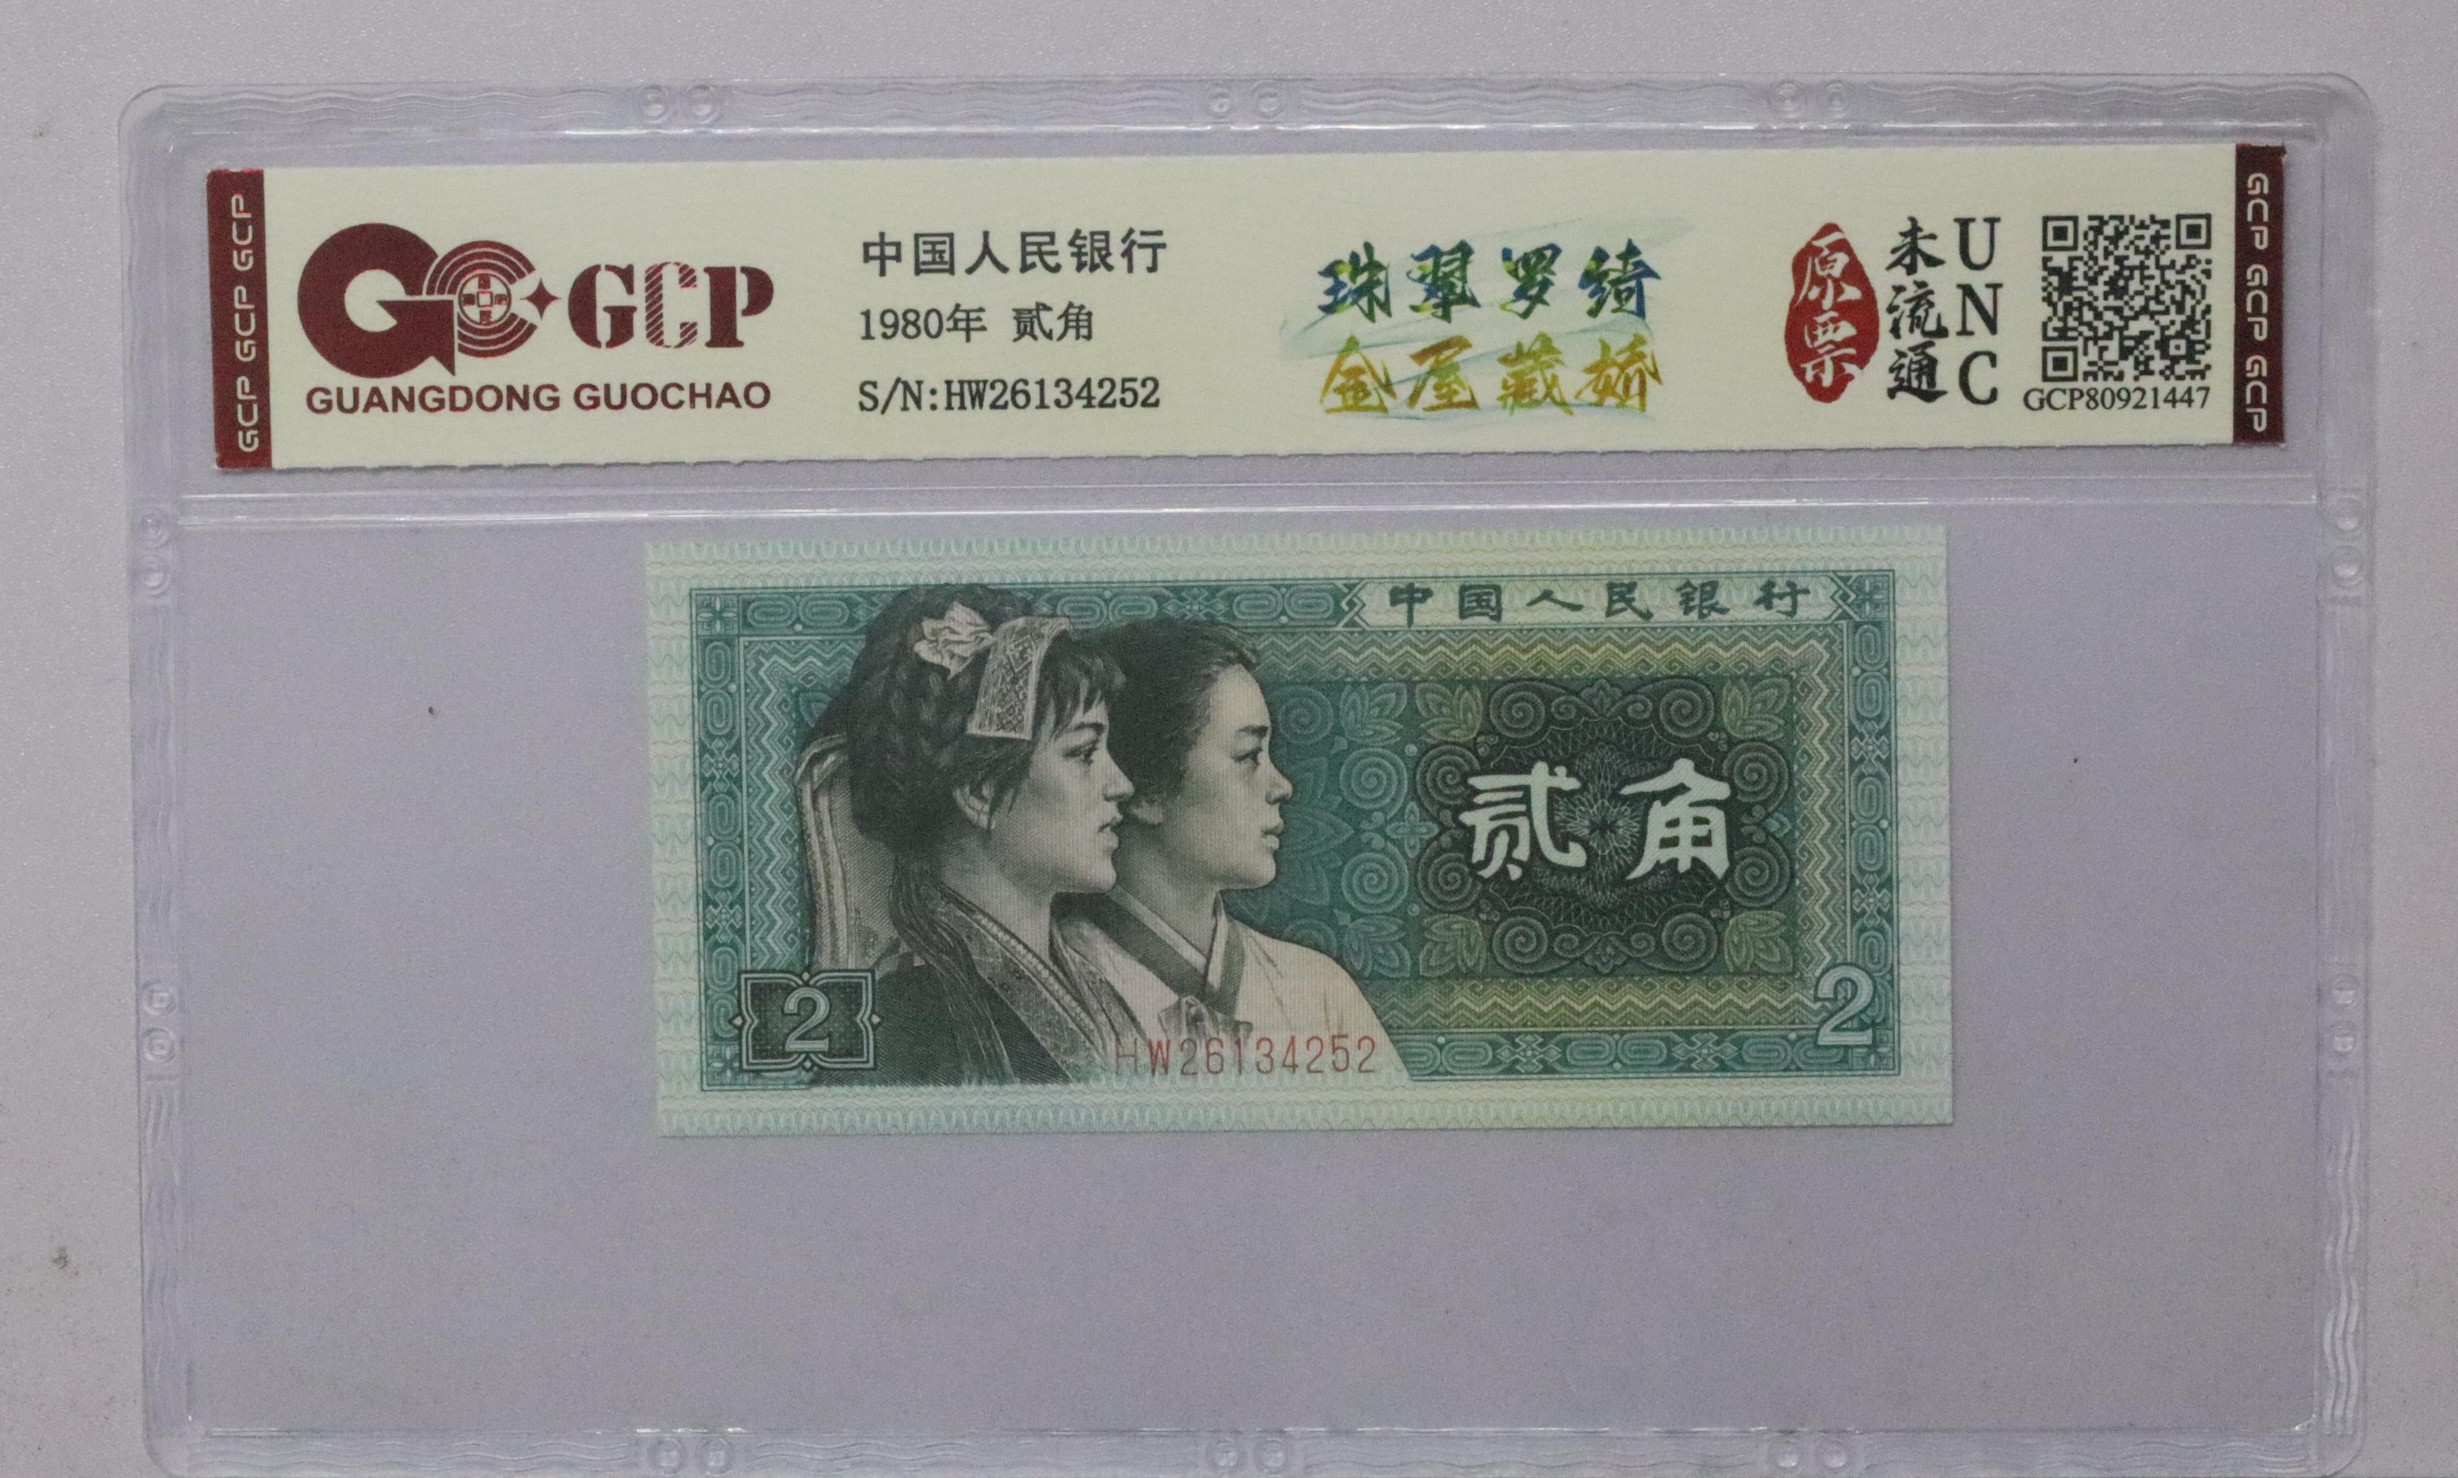 GCP GCP GCP
GCP
GUANGDONG GUOCHAO
中国人民银行
1980年 贰角
S/N:HW26134252
珠翠罗绮
金屋藏娇
原票
未流通
UNC
GCP80921447
GCP GCP GCP
中国人民银行
贰角
2
2
HW26134252